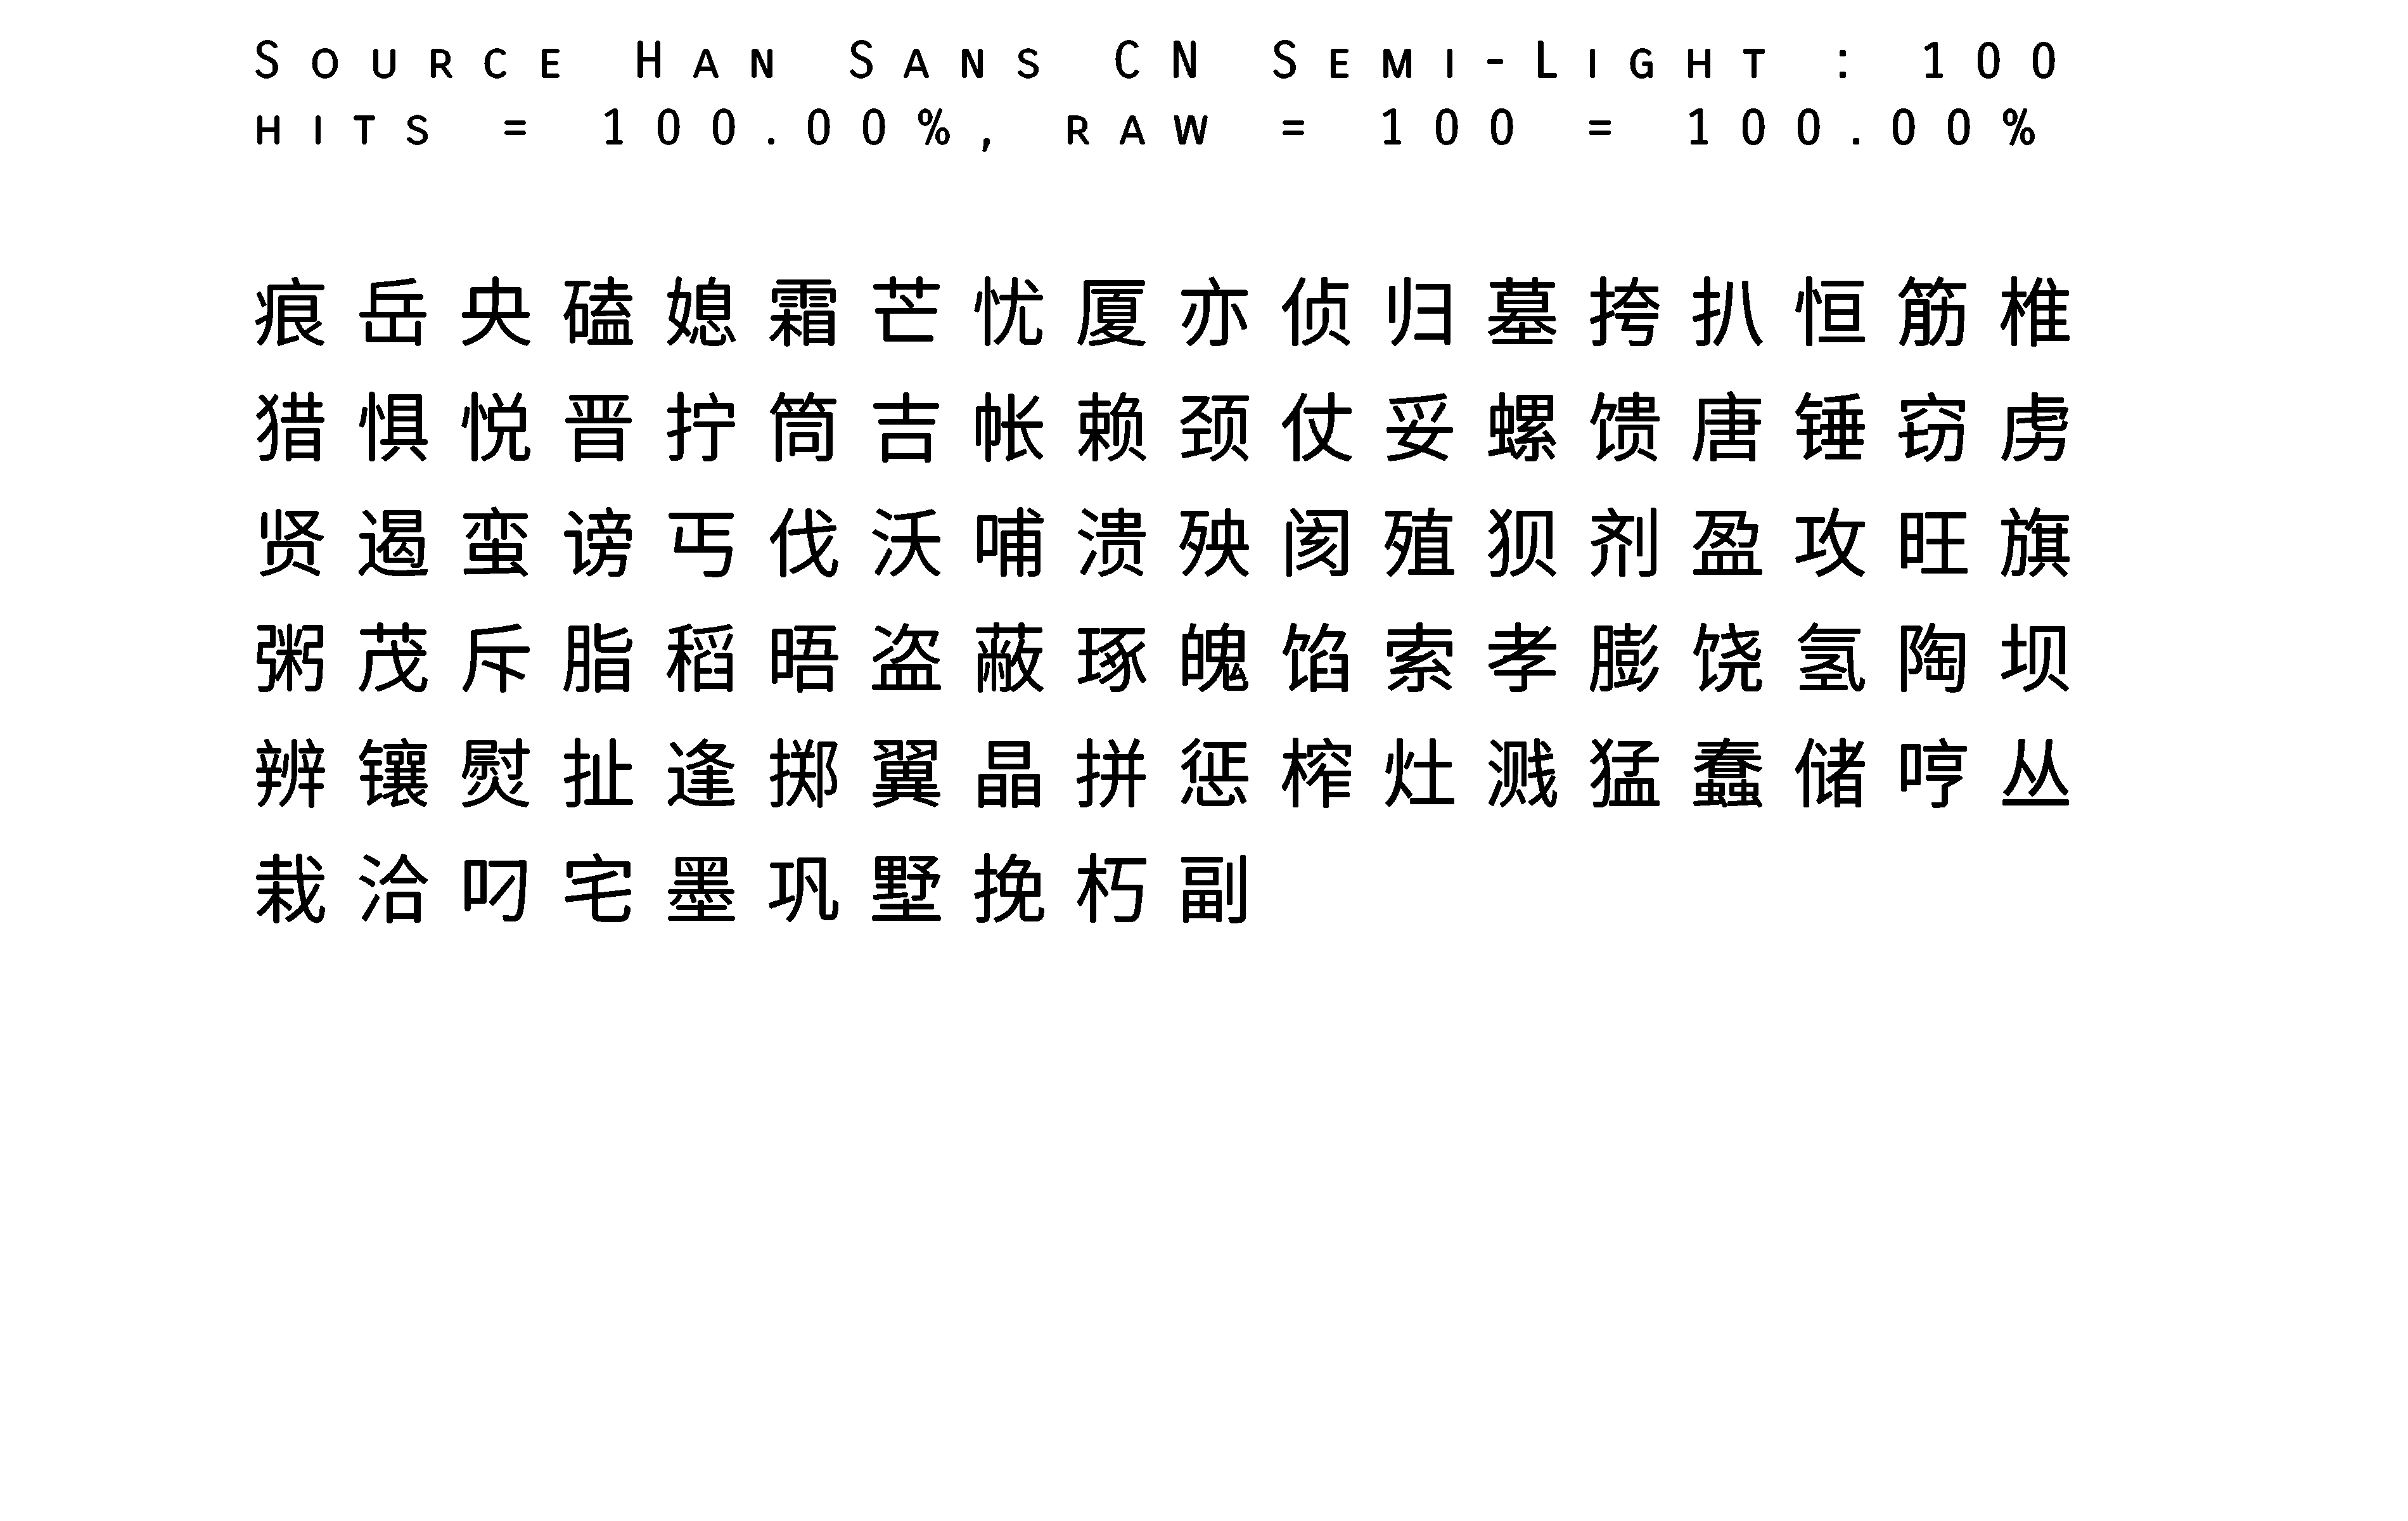 Source Han Sans CN Semi-Light : 100
hits = 100.00%, raw = 100 = 100.00%
痕岳央磕媳霜芒忧厦亦侦归墓挎扒恒筋椎
猎惧悦晋拧筒吉帐赖颈仗妥螺馈唐锤窃虏
贤遏蛮谤丐伐沃哺溃殃阂殖狈剂盈攻旺旗
粥茂斥脂稻晤盗蔽琢魄馅索孝膨饶氢陶坝
辨镶熨扯逢掷翼晶拼惩榨灶溅猛蠢储哼丛
栽洽叼宅墨巩墅挽朽副